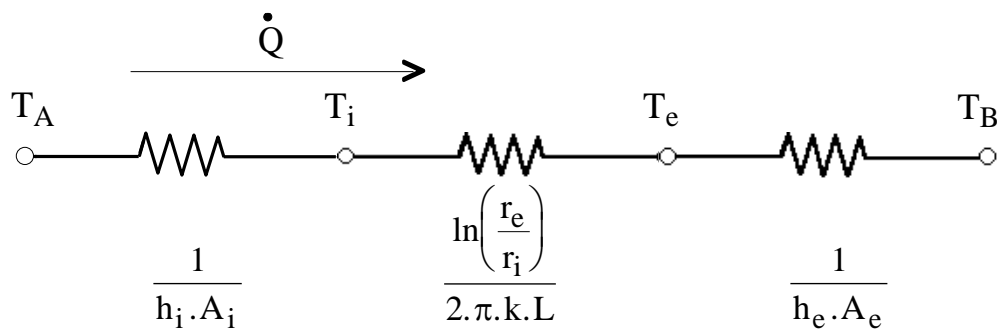 Q̇
T_A T_i T_e T_B
1/(h_i.A_i) ln(r_e/r_i)/(2.π.k.L) 1/(h_e.A_e)